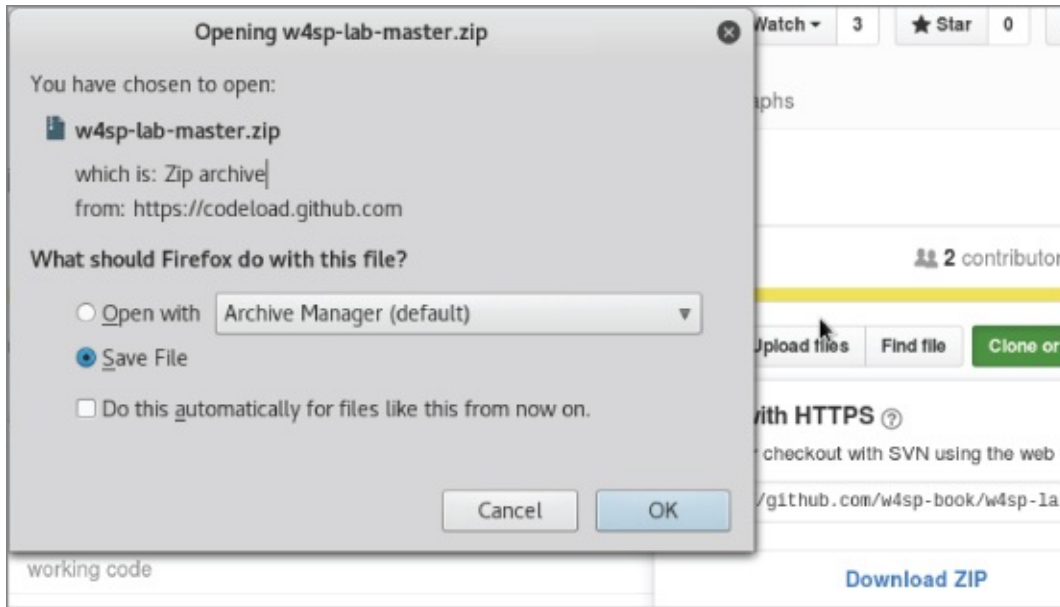 Opening w4sp-lab-master.zip
You have chosen to open:
w4sp-lab-master.zip
which is: Zip archive
from: https://codeload.github.com
What should Firefox do with this file?
Open with Archive Manager (default)
Save File
Do this automatically for files like this from now on.
Cancel OK
Watch 3 Star 0
2
files Find file Clone or
HTTPS
checkout with SVN using the web
/github.com/w4sp-book/w4sp-la
Download ZIP
working code